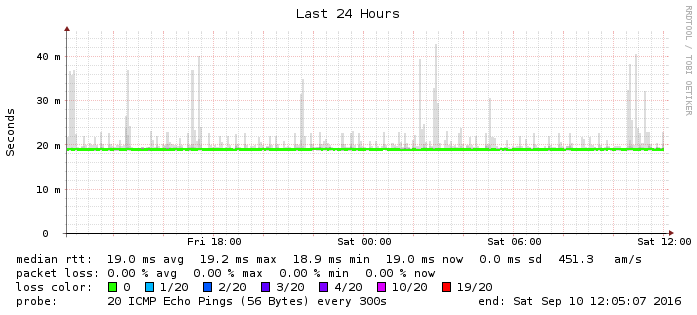 Last 24 Hours
RRDTOOL / TOBI OETIKER
Seconds
40 m
30 m
20 m
10 m
0
Fri 18:00 Sat 00:00 Sat 06:00 Sat 12:00
median rtt: 19.0 ms avg 19.2 ms max 18.9 ms min 19.0 ms now 0.0 ms sd 451.3 am/s
packet loss: 0.00 % avg 0.00 % max 0.00 % min 0.00 % now
loss color: 0 1/20 2/20 3/20 4/20 10/20 19/20
probe: 20 ICMP Echo Pings (56 Bytes) every 300s end: Sat Sep 10 12:05:07 2016